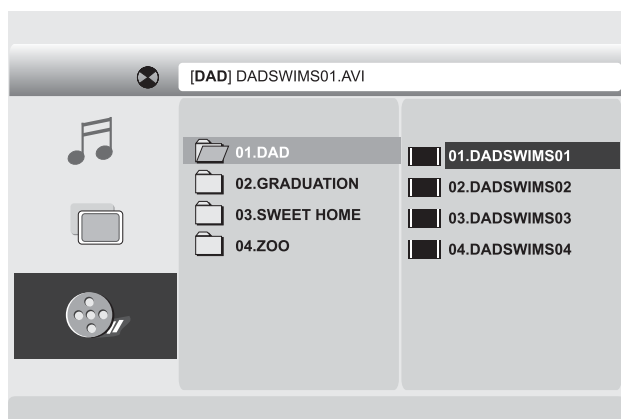 [DAD] DADSWIMS01.AVI
01.DAD
02.GRADUATION
03.SWEET HOME
04.ZOO
01.DADSWIMS01
02.DADSWIMS02
03.DADSWIMS03
04.DADSWIMS04